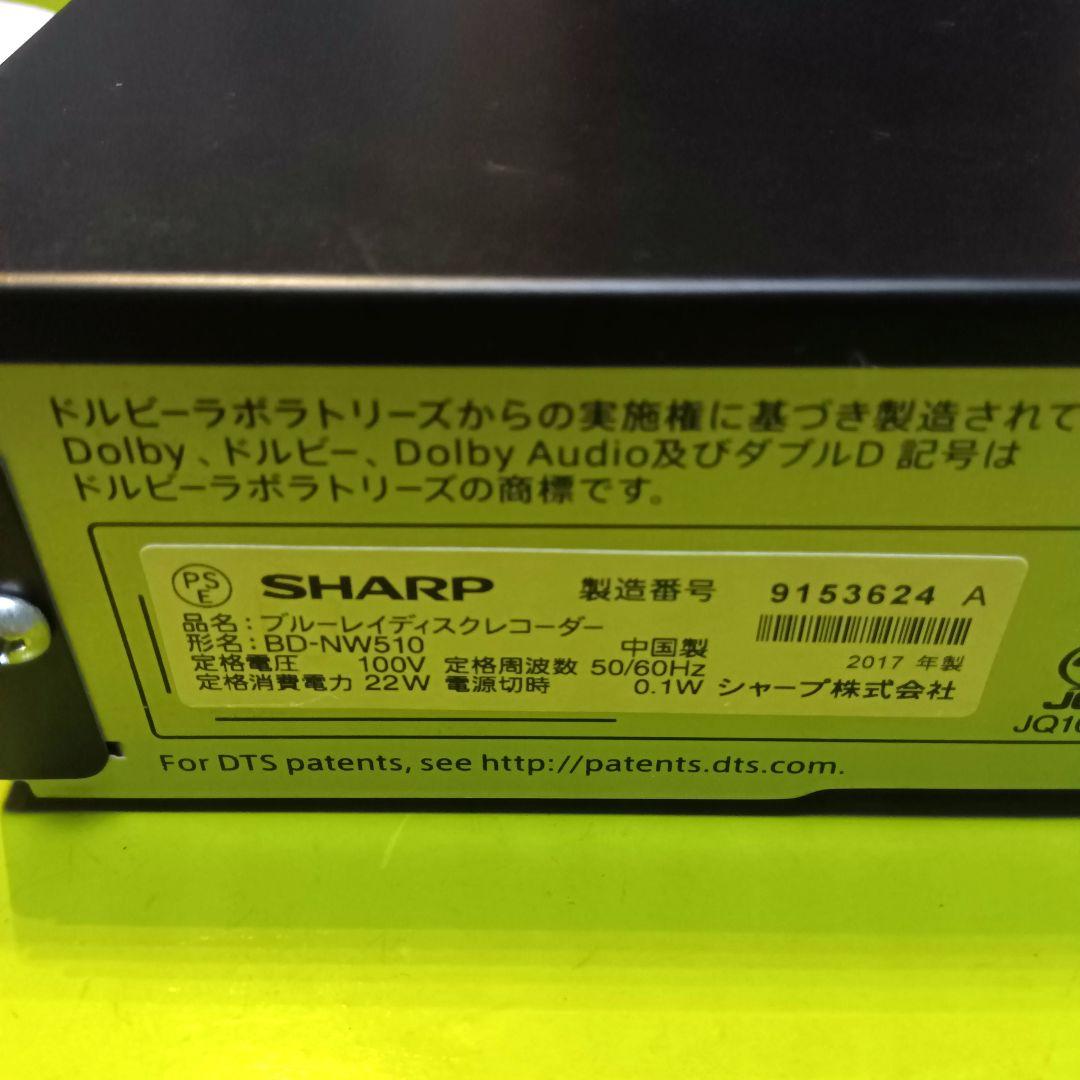 ドルビーラボラトリーズからの実施権に基づき製造されて
Dolby、ドルビー、Dolby Audio及びダブルD 記号は
ドルビーラボラトリーズの商標です。
PS
E
SHARP 製造番号 9153624 A
品名：ブルーレイディスクレコーダー
形名：BD-NW510 中国製
2017 年製
定格電圧 100V 定格周波数 50/60Hz
定格消費電力 22W 電源切時 0.1W シャープ株式会社
For DTS patents, see http://patents.dts.com.